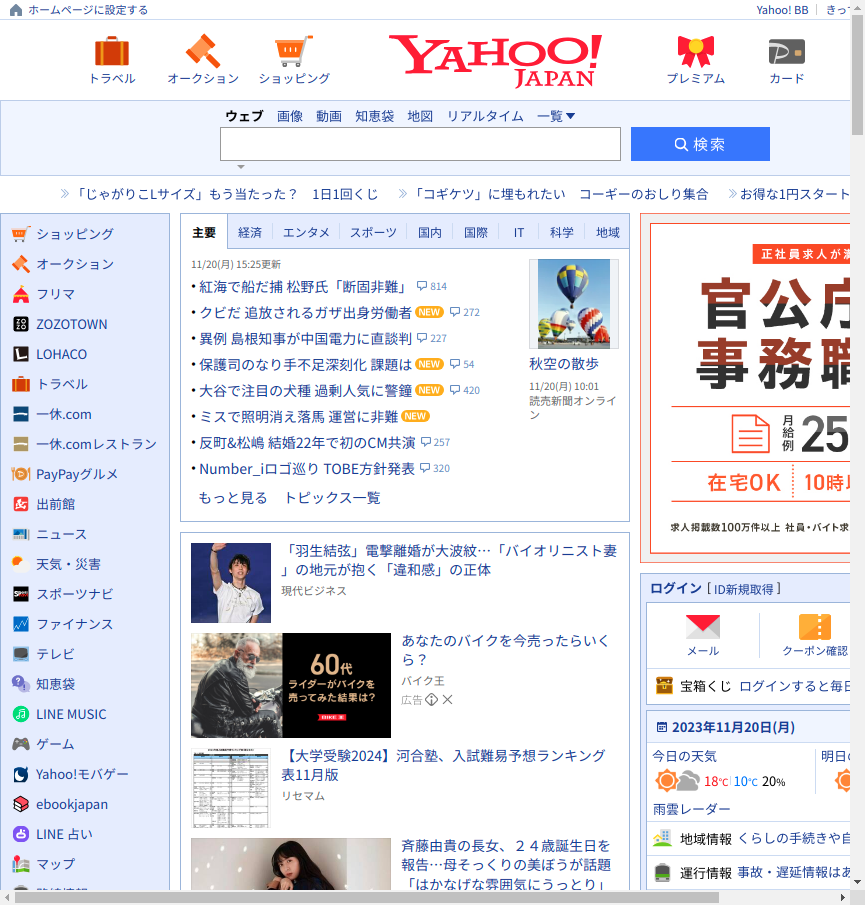 ホームページに設定する
Yahoo! BB
トラベル
オークション
ショッピング
YAHOO!
JAPAN
プレミアム
カード
ウェブ 画像 動画 知恵袋 地図 リアルタイム 一覧▼
検索
「じゃがりこLサイズ」もう当たった？ 1日1回くじ
「コギケツ」に埋もれたい コーギーのおしり集合
お得な1円スタート
ショッピング
オークション
フリマ
ZOZOTOWN
LOHACO
トラベル
一休.com
一休.comレストラン
PayPayグルメ
出前館
ニュース
天気・災害
スポーツナビ
ファイナンス
テレビ
知恵袋
LINE MUSIC
ゲーム
Yahoo!モバゲー
ebookjapan
LINE 占い
マップ
主要 経済 エンタメ スポーツ 国内 国際 IT 科学 地域
11/20(月) 15:25更新
・紅海で船だ捕 松野氏「断固非難」 814
・クビだ 追放されるガザ出身労働者 NEW 272
・異例 島根知事が中国電力に直談判 227
・保護司のなり手不足深刻化 課題は NEW 54
・大谷で注目の犬種 過剰人気に警鐘 NEW 420
・ミスで照明消え落馬 運営に非難 NEW
・反町&松嶋 結婚22年で初のCM共演 257
・Number_iロゴ巡り TOBE方針発表 320
もっと見る トピックス一覧
秋空の散歩
11/20(月) 10:01
読売新聞オンライ
ン
「羽生結弦」電撃離婚が大波紋…「バイオリニスト妻
」の地元が抱く「違和感」の正体
現代ビジネス
60代
ライダーがバイクを
売ってみた結果は？
あなたのバイクを今売ったらいく
ら？
バイク王
広告
【大学受験2024】河合塾、入試難易予想ランキング
表11月版
リセマム
斉藤由貴の長女、２４歳誕生日を
報告…母そっくりの美ぼうが話題
「はかなげな雰囲気にうっとり」
正社員求人が
官公庁
事務職
月給例
25
在宅OK
10時
求人掲載数100万件以上 社員・バイト求
ログイン [ ID新規取得 ]
メール
クーポン確認
宝箱くじ ログインすると毎日
2023年11月20日(月)
今日の天気
18℃ 10℃ 20%
明日の
雨雲レーダー
地域情報 くらしの手続きや自
運行情報 事故・遅延情報はあ